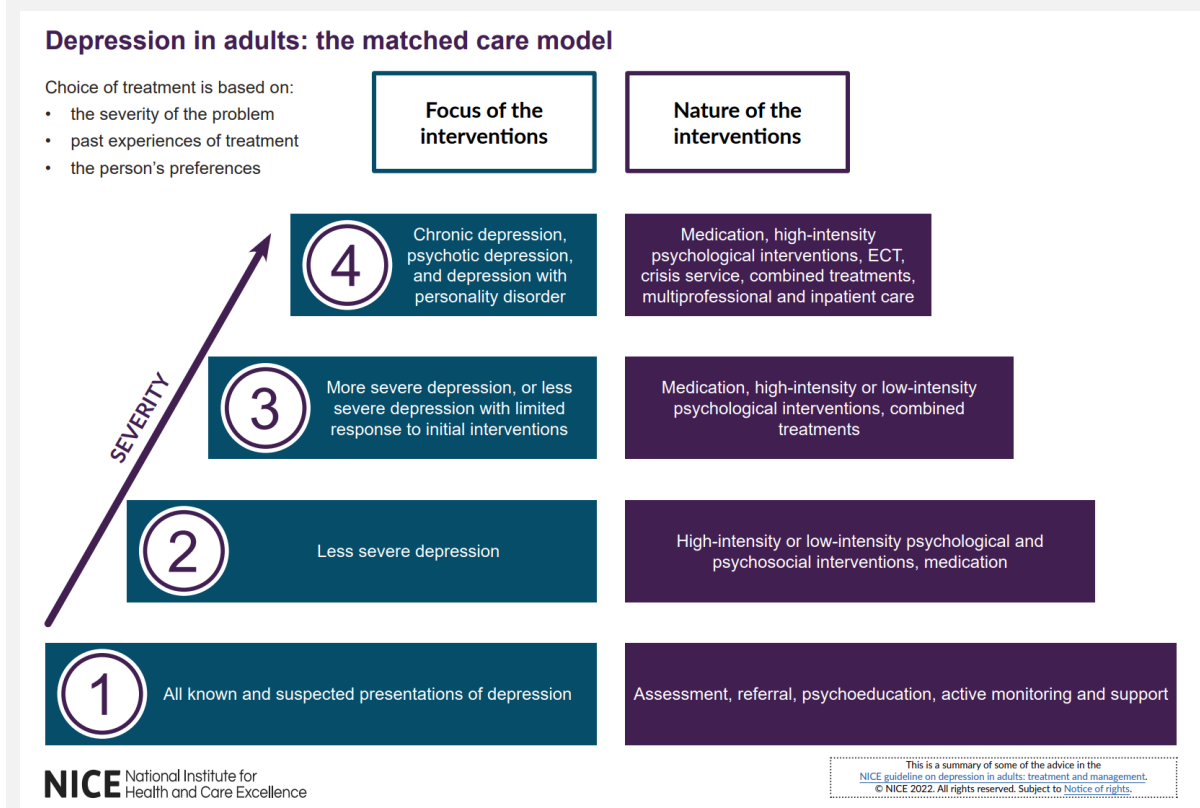 Depression in adults: the matched care model
Choice of treatment is based on:
• the severity of the problem
• past experiences of treatment
• the person's preferences
Focus of the
interventions
Nature of the
interventions
SEVERITY
4
Chronic depression,
psychotic depression,
and depression with
personality disorder
Medication, high-intensity
psychological interventions, ECT,
crisis service, combined treatments,
multiprofessional and inpatient care
3
More severe depression, or less
severe depression with limited
response to initial interventions
Medication, high-intensity or low-intensity
psychological interventions, combined
treatments
2
Less severe depression
High-intensity or low-intensity psychological and
psychosocial interventions, medication
1
All known and suspected presentations of depression
Assessment, referral, psychoeducation, active monitoring and support
NICE National Institute for
Health and Care Excellence
This is a summary of some of the advice in the
NICE guideline on depression in adults: treatment and management.
© NICE 2022. All rights reserved. Subject to Notice of rights.